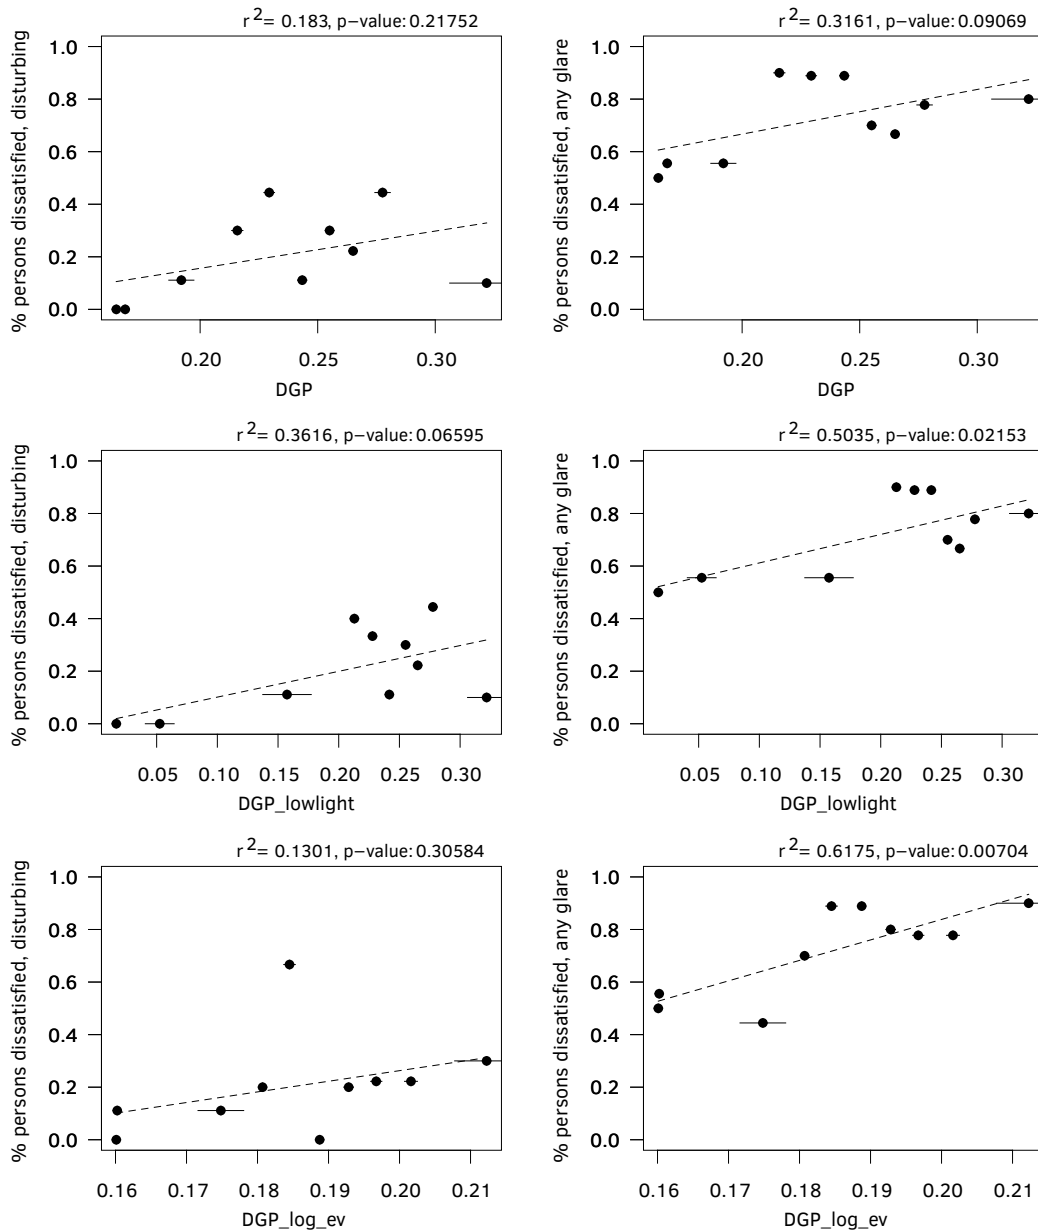 r²= 0.183, p−value: 0.21752
% persons dissatisfied, disturbing
1.0
0.8
0.6
0.4
0.2
0.0
0.20 0.25 0.30
DGP
r²= 0.3161, p−value: 0.09069
% persons dissatisfied, any glare
1.0
0.8
0.6
0.4
0.2
0.0
0.20 0.25 0.30
DGP
r²= 0.3616, p−value: 0.06595
% persons dissatisfied, disturbing
1.0
0.8
0.6
0.4
0.2
0.0
0.05 0.10 0.15 0.20 0.25 0.30
DGP_lowlight
r²= 0.5035, p−value: 0.02153
% persons dissatisfied, any glare
1.0
0.8
0.6
0.4
0.2
0.0
0.05 0.10 0.15 0.20 0.25 0.30
DGP_lowlight
r²= 0.1301, p−value: 0.30584
% persons dissatisfied, disturbing
1.0
0.8
0.6
0.4
0.2
0.0
0.16 0.17 0.18 0.19 0.20 0.21
DGP_log_ev
r²= 0.6175, p−value: 0.00704
% persons dissatisfied, any glare
1.0
0.8
0.6
0.4
0.2
0.0
0.16 0.17 0.18 0.19 0.20 0.21
DGP_log_ev